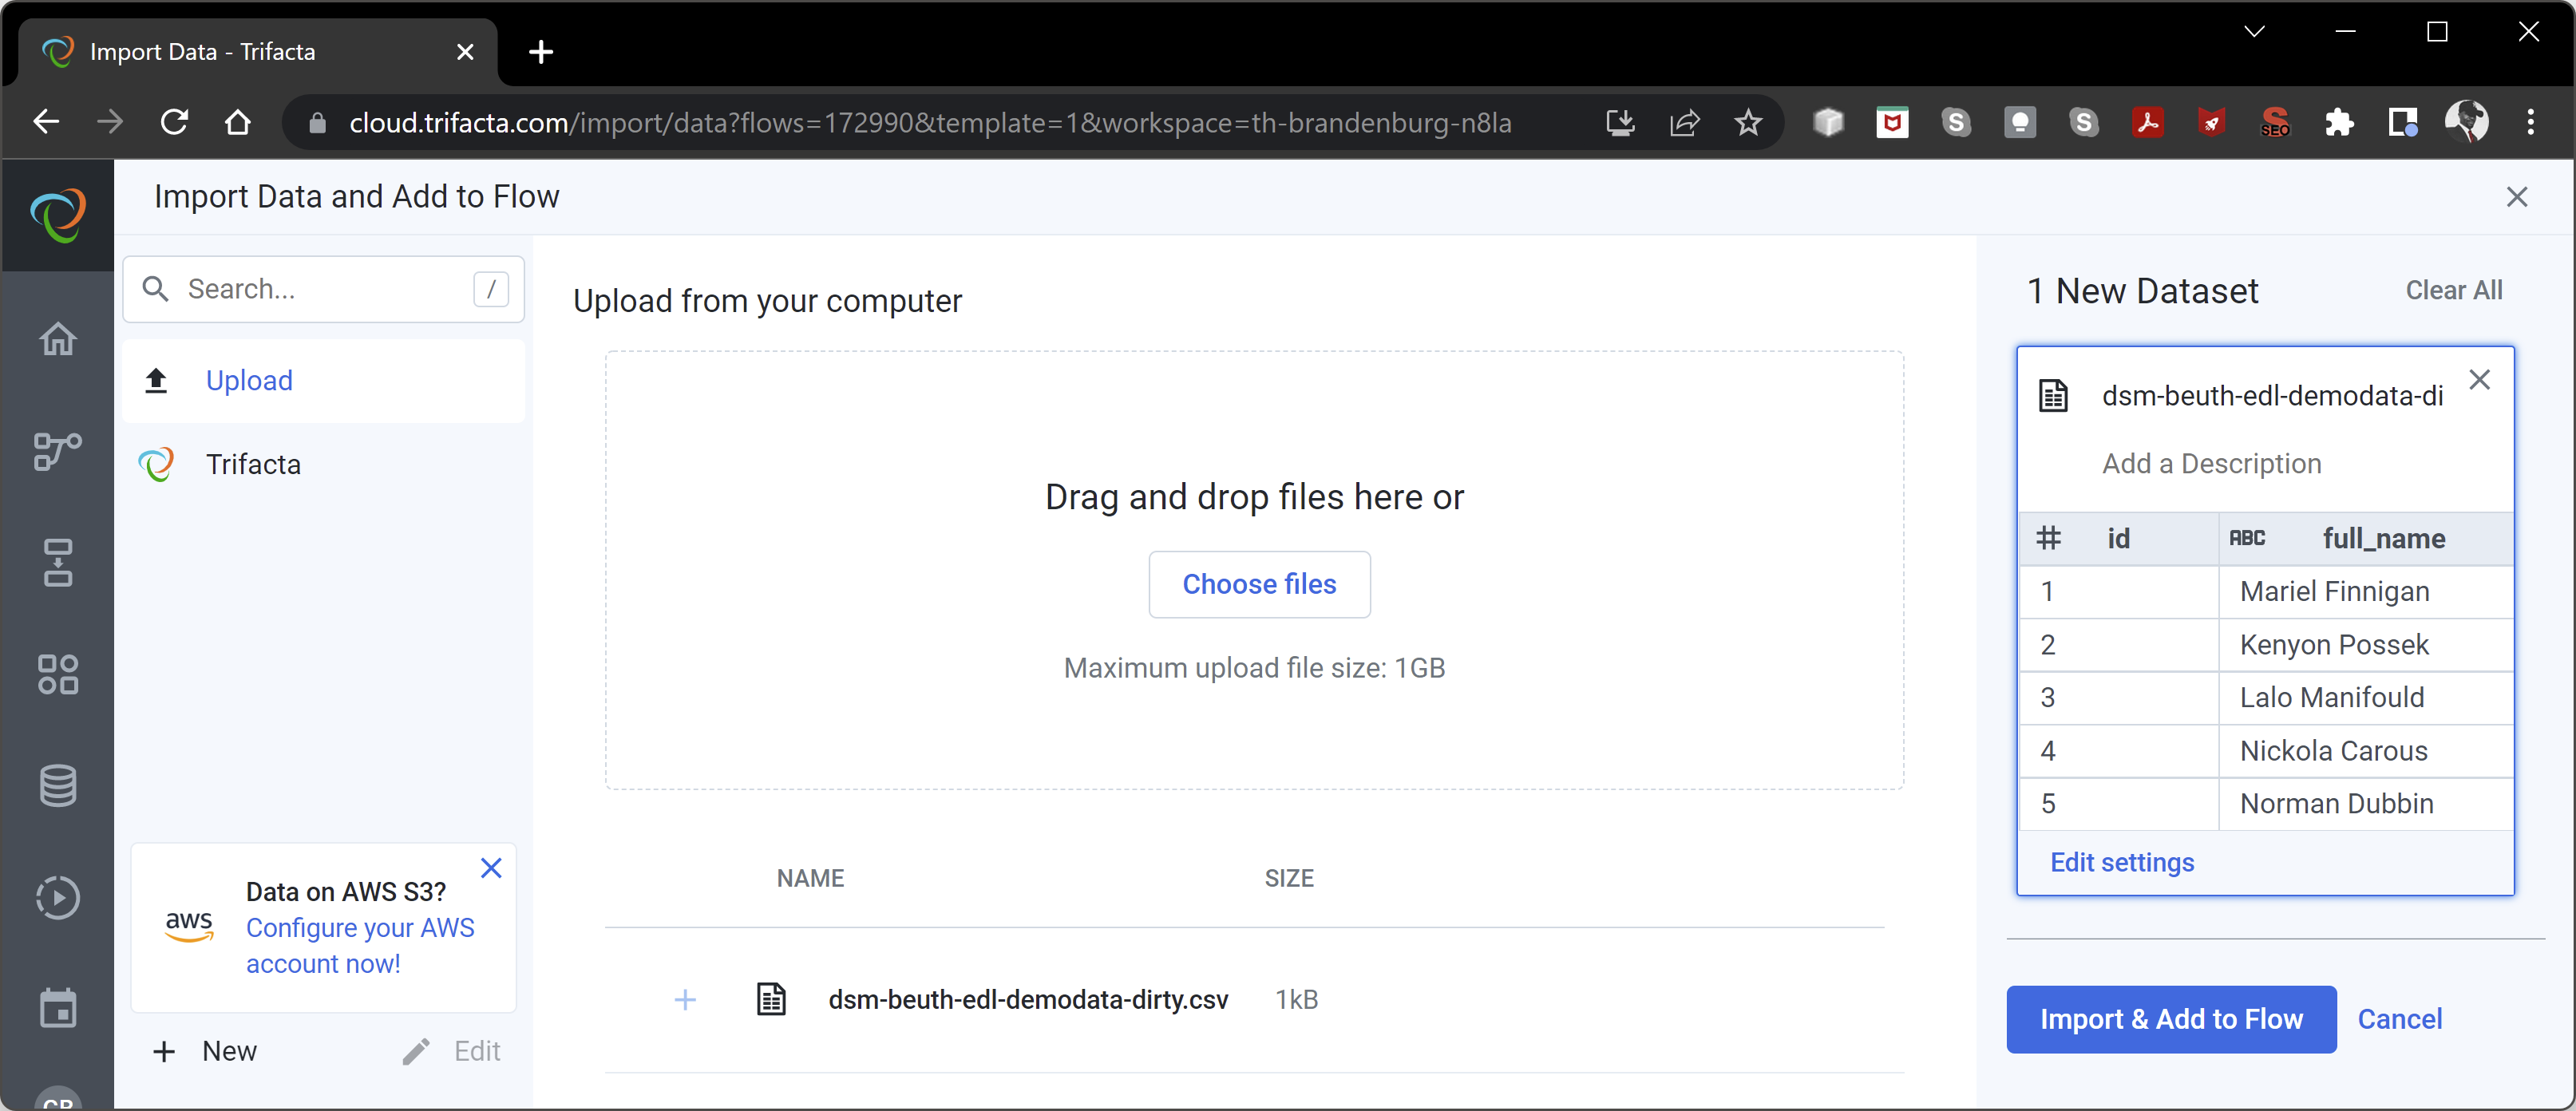 Import Data - Trifacta
cloud.trifacta.com/import/data?flows=172990&template=1&workspace=th-brandenburg-n8la
S
S
SEO
Import Data and Add to Flow
Search...
/
Upload
Trifacta
Data on AWS S3?
aws
Configure your AWS
account now!
New
Edit
Upload from your computer
Drag and drop files here or
Choose files
Maximum upload file size: 1GB
NAME
SIZE
dsm-beuth-edl-demodata-dirty.csv
1kB
1 New Dataset
Clear All
dsm-beuth-edl-demodata-di
Add a Description
# id ABC full_name
1 Mariel Finnigan
2 Kenyon Possek
3 Lalo Manifould
4 Nickola Carous
5 Norman Dubbin
Edit settings
Import & Add to Flow
Cancel